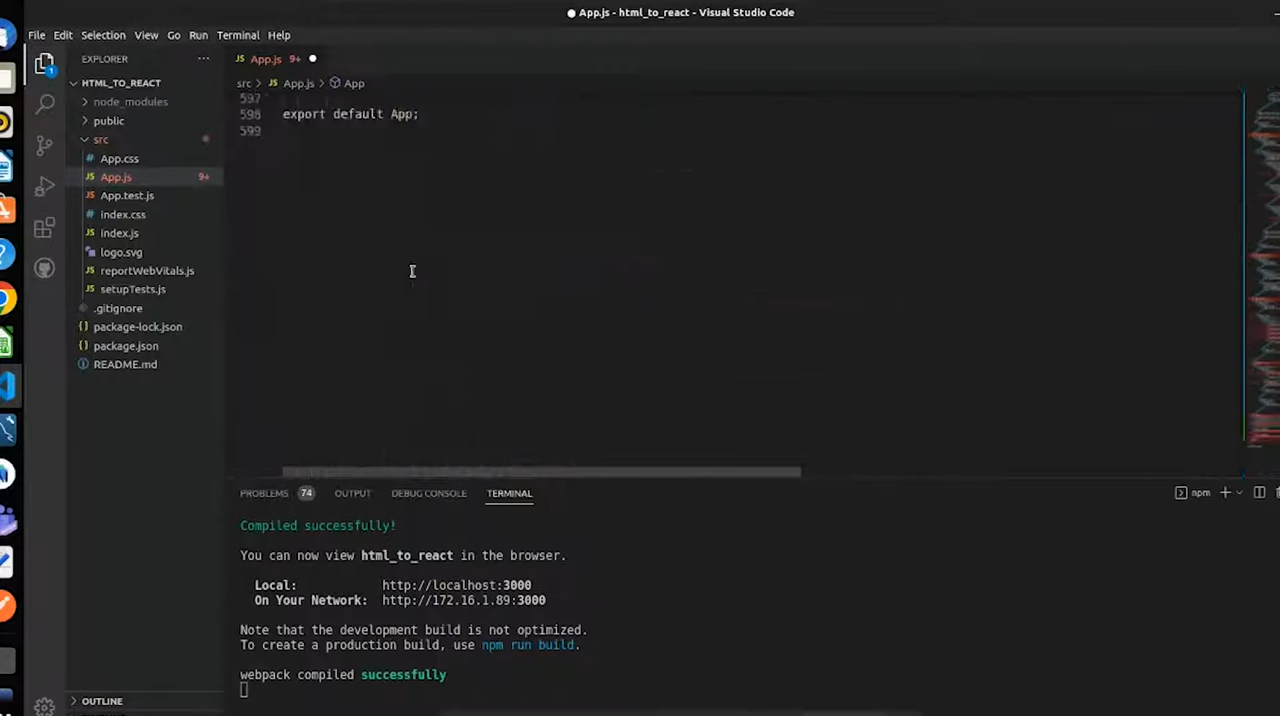 App.js - html_to_react - Visual Studio Code
File Edit Selection View Go Run Terminal Help
EXPLORER ...
JS App.js 9+
HTML_TO_REACT
src > JS App.js > App
node_modules
public
src
# App.css
JS App.js 9+
JS App.test.js
# index.css
JS index.js
logo.svg
JS reportWebVitals.js
JS setupTests.js
.gitignore
{} package-lock.json
{} package.json
README.md
OUTLINE
597
598 export default App;
599
PROBLEMS 74 OUTPUT DEBUG CONSOLE TERMINAL
npm
Compiled successfully!
You can now view html_to_react in the browser.
Local: http://localhost:3000
On Your Network: http://172.16.1.89:3000
Note that the development build is not optimized.
To create a production build, use npm run build.
webpack compiled successfully